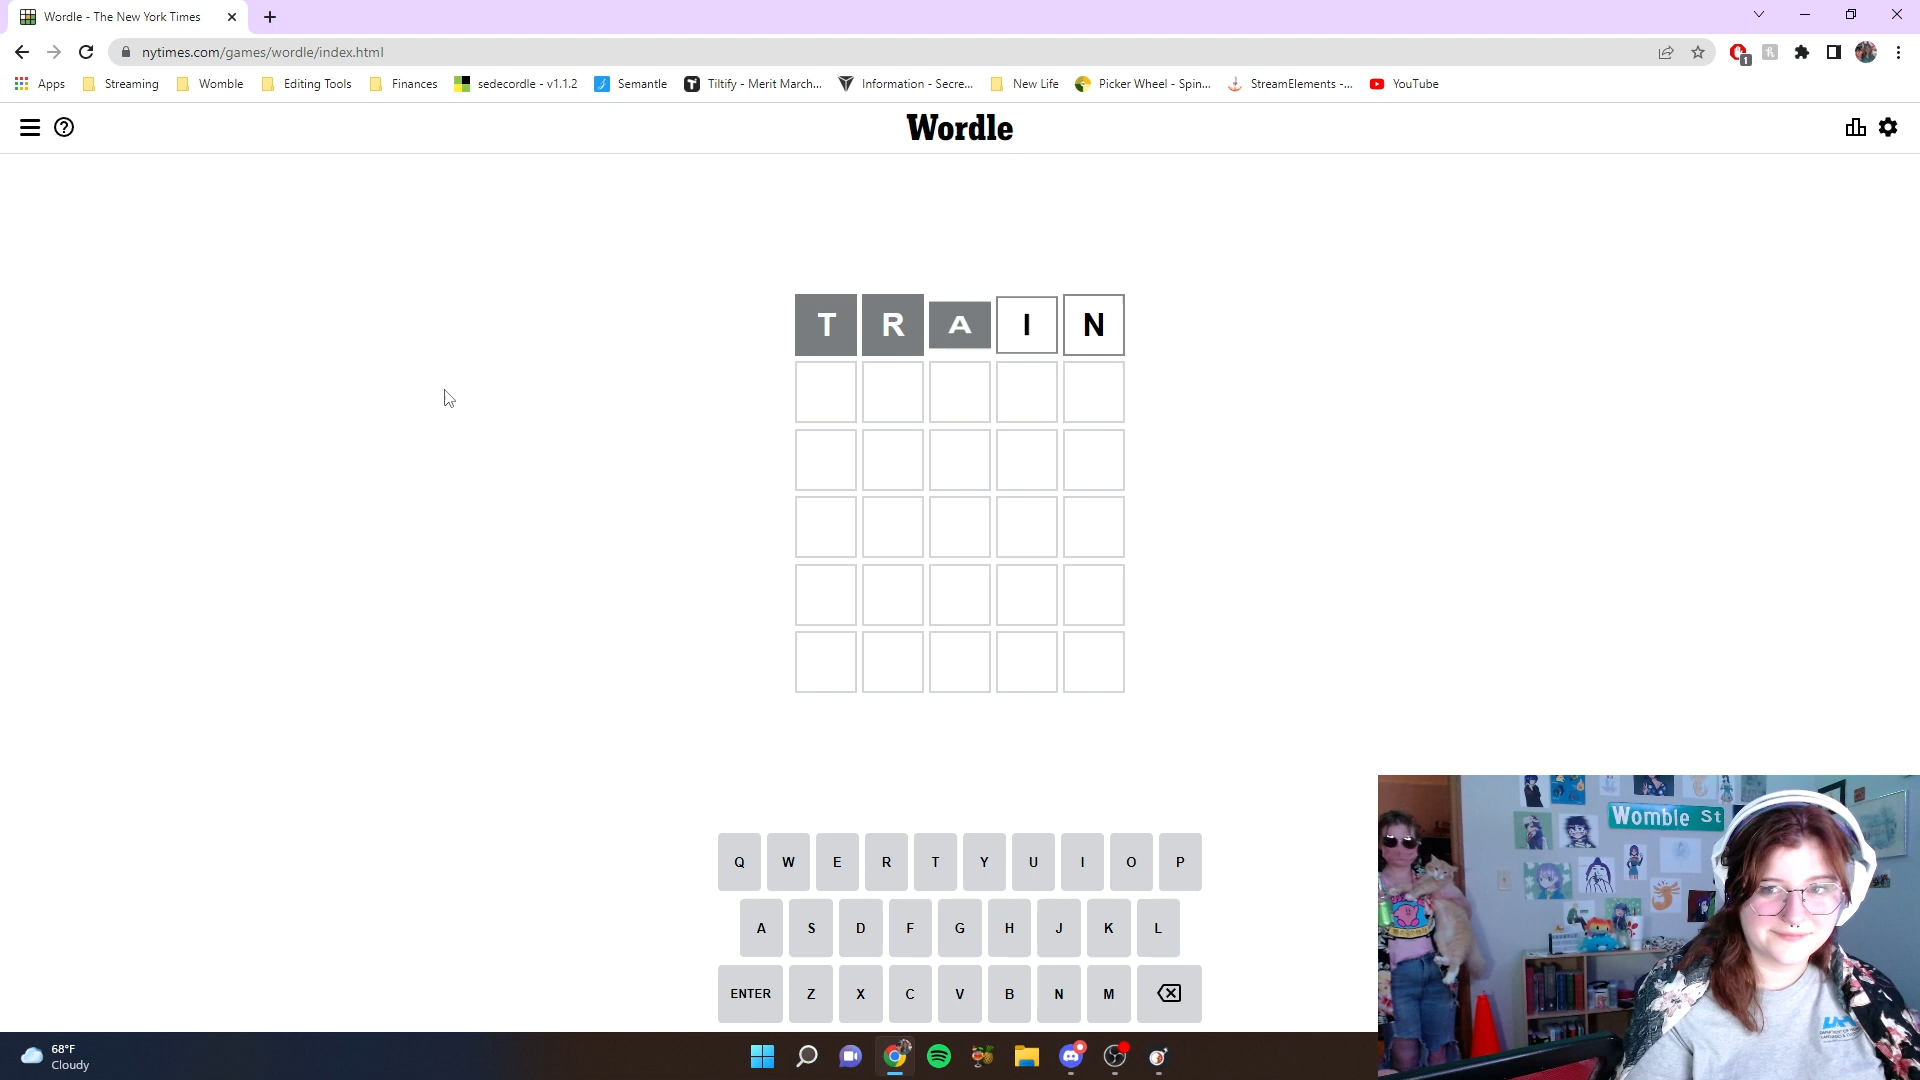 Wordle - The New York Times
nytimes.com/games/wordle/index.html
1
Apps
Streaming
Womble
Editing Tools
Finances
sedecordle - v1.1.2
Semantle
Tiltify - Merit March...
Information - Secre...
New Life
Picker Wheel - Spin...
StreamElements -...
YouTube
Wordle
T R A I N
Q W E R T Y U I O P
A S D F G H J K L
ENTER Z X C V B N M
Womble St
68°F
Cloudy